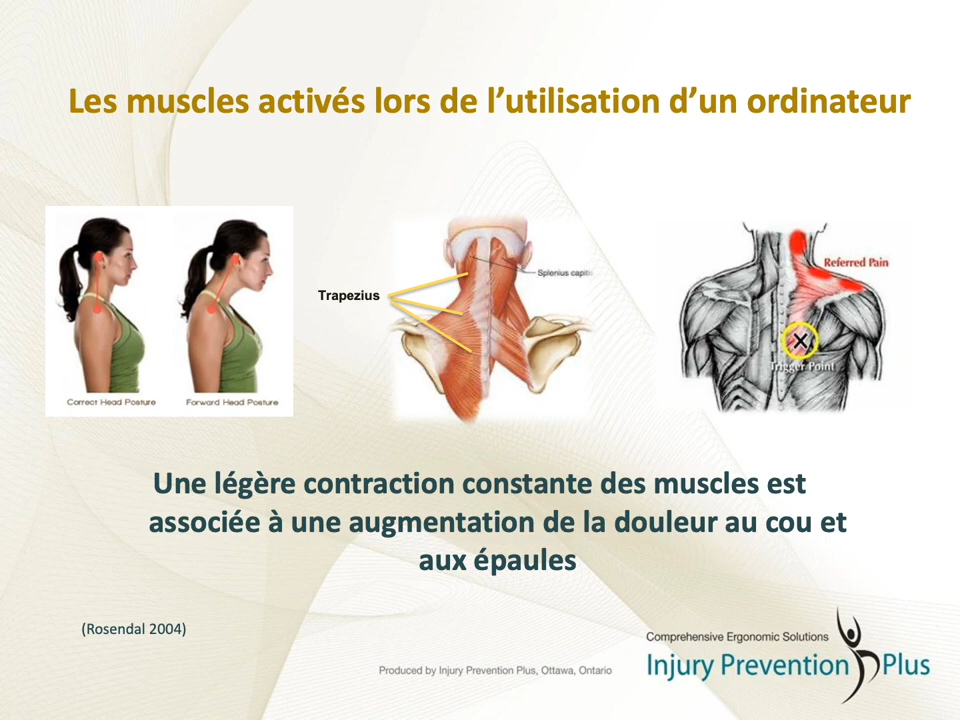 Les muscles activés lors de l’utilisation d’un ordinateur
Correct Head Posture
Forward Head Posture
Trapezius
Splenius capitis
Referred Pain
Trigger Point
Une légère contraction constante des muscles est
associée à une augmentation de la douleur au cou et
aux épaules
(Rosendal 2004)
Produced by Injury Prevention Plus, Ottawa, Ontario
Comprehensive Ergonomic Solutions
Injury Prevention Plus